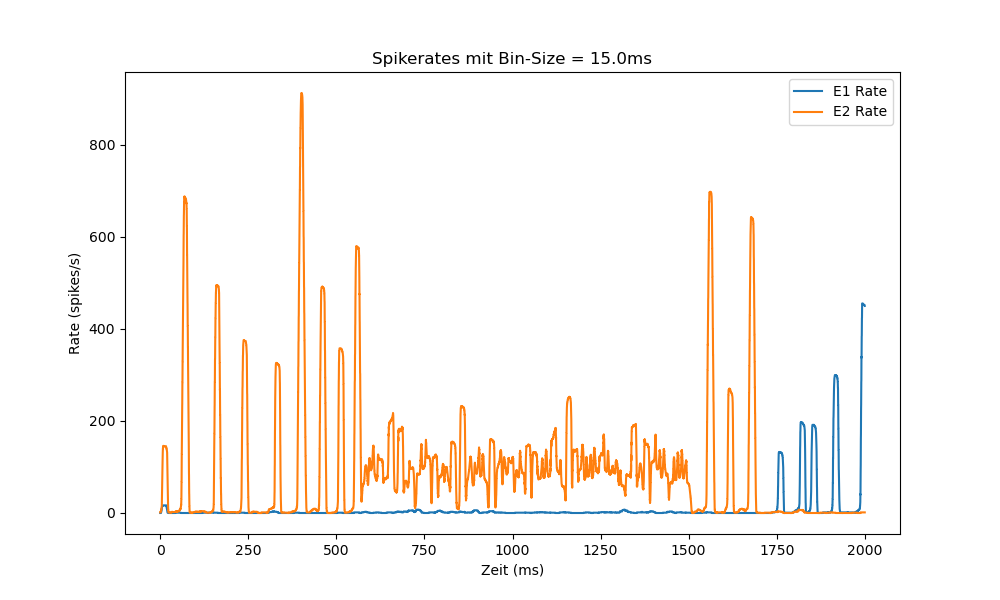 Spikerates mit Bin-Size = 15.0ms
E1 Rate
E2 Rate
Rate (spikes/s)
800
600
400
200
0
0 250 500 750 1000 1250 1500 1750 2000
Zeit (ms)